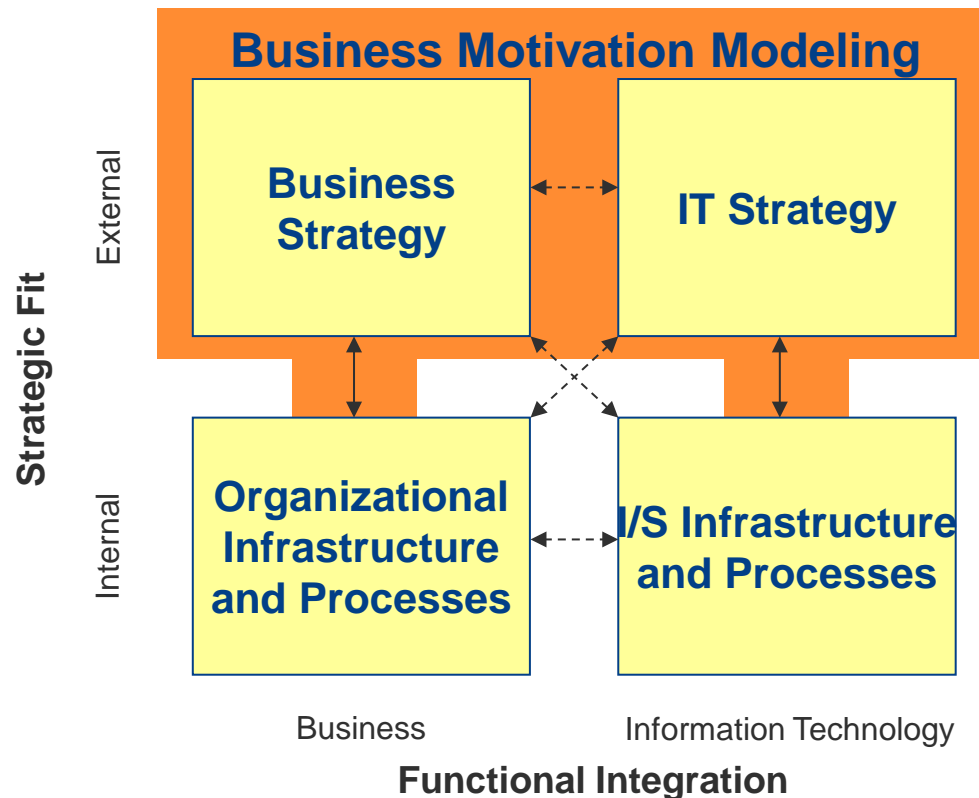 Business Motivation Modeling
Business
Strategy
IT Strategy
External
Strategic Fit
Organizational
Infrastructure
and Processes
I/S Infrastructure
and Processes
Internal
Business
Information Technology
Functional Integration